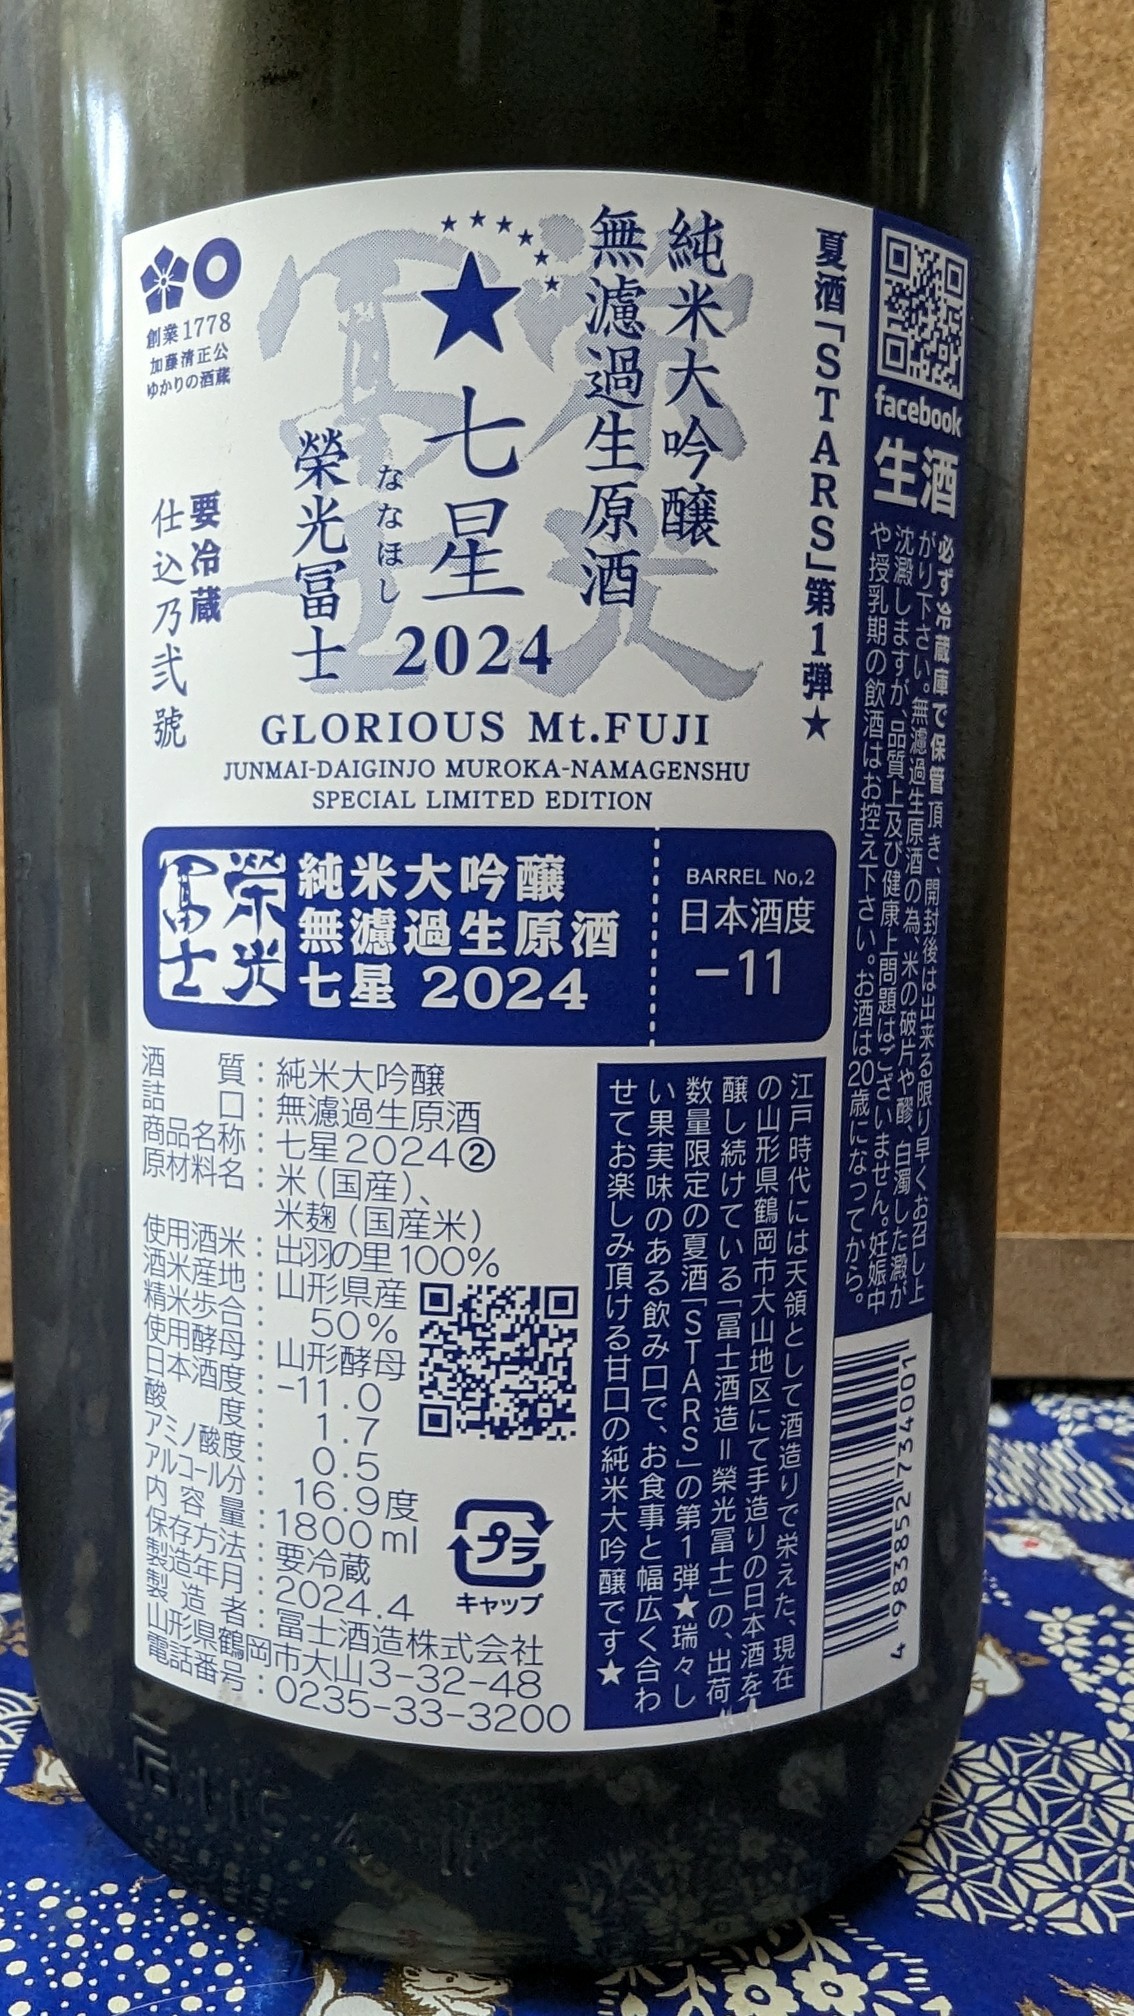 創業1778
加藤清正公
ゆかりの酒蔵
純米大吟醸
無濾過生原酒
七星
ななほし
2024
榮光冨士
要冷蔵
仕込乃弐號
夏酒「STARS」第1弾★
GLORIOUS Mt.FUJI
JUNMAI-DAIGINJO MUROKA-NAMAGENSHU
SPECIAL LIMITED EDITION
榮光
冨士
純米大吟醸
無濾過生原酒
七星 2024
BARREL No,2
日本酒度
−11
酒質：純米大吟醸
詰口：無濾過生原酒
商品名称：七星2024②
原材料名：米（国産）、
米麹（国産米）
使用酒米：出羽の里100%
酒米産地：山形県産
精米歩合：50%
使用酵母：山形酵母
日本酒度：-11.0
酸度：1.7
アミノ酸度：0.5
アルコール分：16.9度
内容量：1800ml
保存方法：要冷蔵
製造年月：2024.4
製造者：冨士酒造株式会社
山形県鶴岡市大山3-32-48
電話番号：0235-33-3200
プラ
キャップ
江戸時代には天領として酒造りで栄えた、現在
の山形県鶴岡市大山地区にて手造りの日本酒を
醸し続けている「冨士酒造＝榮光冨士」の、出荷
数量限定の夏酒「STARS」の第1弾★瑞々し
い果実味のある飲み口で、お食事と幅広く合わ
せてお楽しみ頂ける甘口の純米大吟醸です★
facebook
生酒
必ず冷蔵庫で保管頂き、開封後は出来る限り早くお召し上
がり下さい。無濾過生原酒の為、米の破片や醪、白濁した澱が
沈澱しますが、品質上及び健康上問題はございません。妊娠中
や授乳期の飲酒はお控え下さい。お酒は20歳になってから。
4 983852 734001